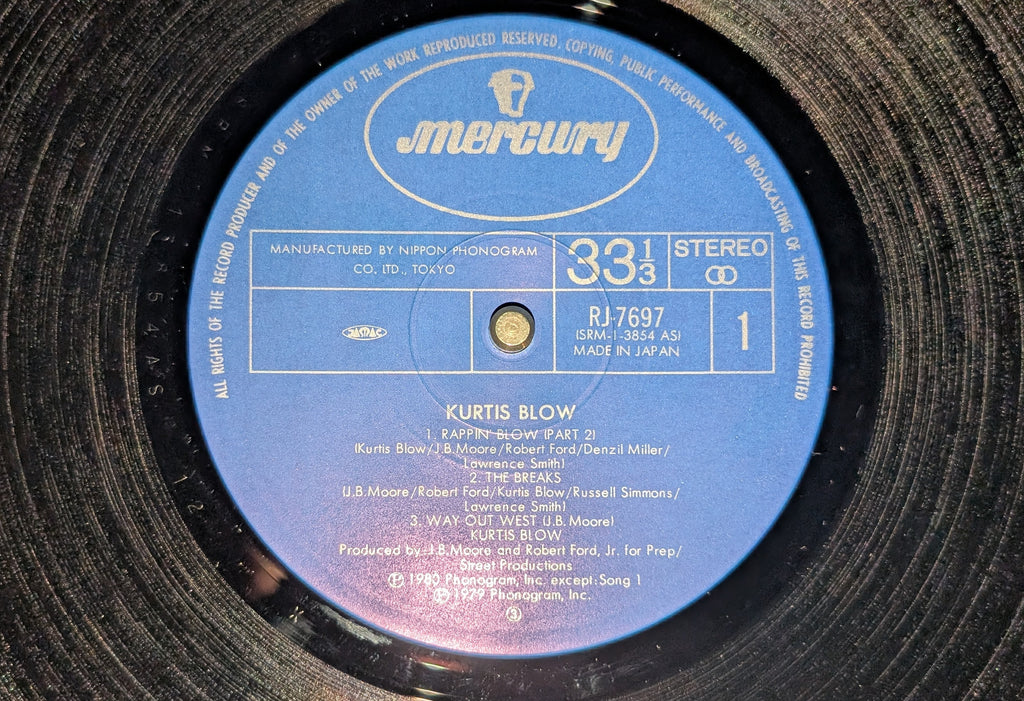 ALL RIGHTS OF THE RECORD PRODUCER AND OF THE OWNER OF THE WORK REPRODUCED RESERVED. COPYING, PUBLIC PERFORMANCE AND BROADCASTING OF THIS RECORD PROHIBITED
mercury
MANUFACTURED BY NIPPON PHONOGRAM
CO. LTD., TOKYO
33 1/3
STEREO
JASRAC
RJ-7697
(SRM-1-3854 AS)
MADE IN JAPAN
1
KURTIS BLOW
1. RAPPIN' BLOW (PART 2)
(Kurtis Blow/J.B.Moore/Robert Ford/Denzil Miller/
Lawrence Smith)
2. THE BREAKS
(J.B.Moore/Robert Ford/Kurtis Blow/Russell Simmons/
Lawrence Smith)
3. WAY OUT WEST (J.B.Moore)
KURTIS BLOW
Produced by J.B.Moore and Robert Ford, Jr. for Prep/
Street Productions
Ⓟ 1980 Phonogram, Inc. except: Song 1
Ⓟ 1979 Phonogram, Inc.
③